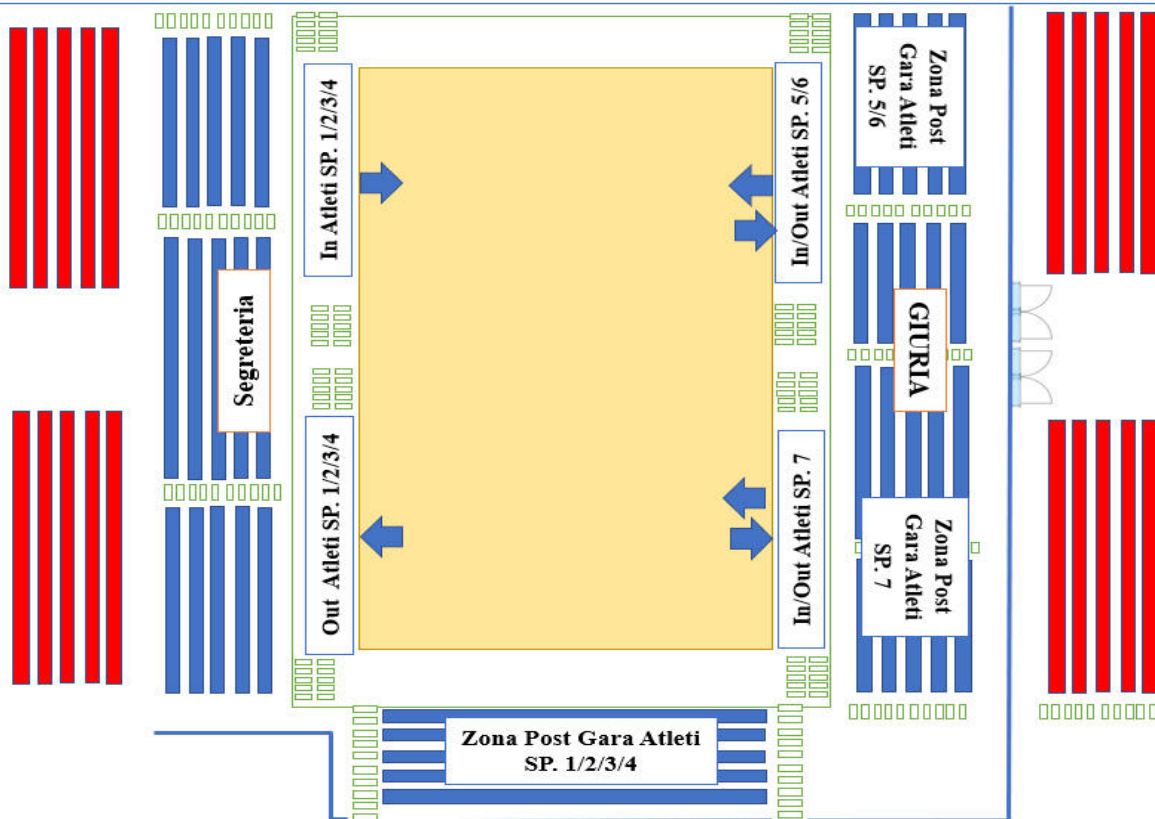 In Atleti SP. 1/2/3/4
In/Out Atleti SP. 5/6
Zona Post
Gara Atleti
SP. 5/6
Segreteria
GIURIA
Out Atleti SP. 1/2/3/4
In/Out Atleti SP. 7
Zona Post
Gara Atleti
SP. 7
Zona Post Gara Atleti
SP. 1/2/3/4